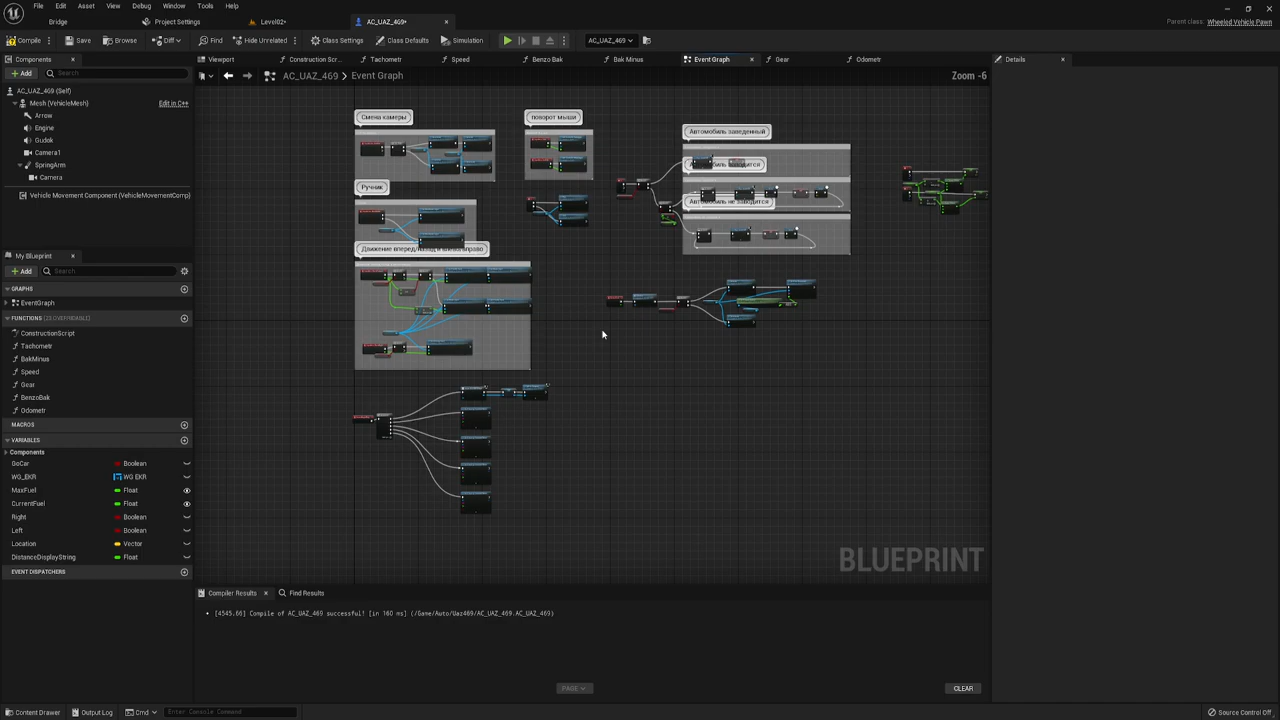 File Edit Asset View Debug Window Tools Help
Bridge Project Settings Level02* AC_UAZ_469*
Parent class: Wheeled Vehicle Pawn
Compile Save Browse Diff Find Hide Unrelated Class Settings Class Defaults Simulation AC_UAZ_469
Components
Viewport Construction Scr... Tachometr Speed Benzo Bak Bak Minus Event Graph Gear Odometr
Details
Add Search
AC_UAZ_469 > Event Graph
Zoom -6
AC_UAZ_469 (Self)
Mesh (VehicleMesh) Edit in C++
Arrow
Engine
Gudok
Camera1
SpringArm
Camera
Vehicle Movement Component (VehicleMovementComp)
Смена камеры
поворот мыши
Автомобиль заведенный
Ручник
Автомобиль не заводится
My Blueprint
Add Search
GRAPHS
EventGraph
FUNCTIONS (23 OVERRIDABLE)
ConstructionScript
Tachometr
BakMinus
Speed
Gear
BenzoBak
Odometr
MACROS
VARIABLES
Components
GoCar Boolean
WG_EKR WG EKR
MaxFuel Float
CurrentFuel Float
Right Boolean
Left Boolean
Location Vector
DistanceDisplayString Float
EVENT DISPATCHERS
BLUEPRINT
Compiler Results Find Results
[4545.66] Compile of AC_UAZ_469 successful! [in 160 ms] (/Game/Auto/Uaz469/AC_UAZ_469.AC_UAZ_469)
PAGE
CLEAR
Content Drawer Output Log Cmd Enter Console Command
Source Control Off